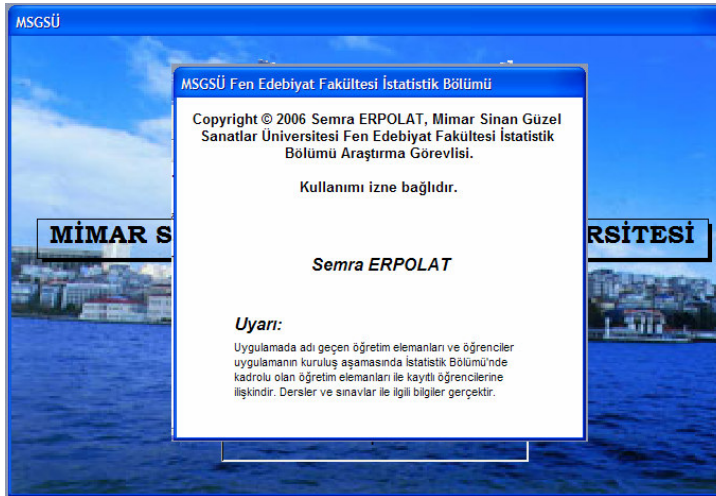 MSGSÜ
MSGSÜ Fen Edebiyat Fakültesi İstatistik Bölümü
Copyright © 2006 Semra ERPOLAT, Mimar Sinan Güzel
Sanatlar Üniversitesi Fen Edebiyat Fakültesi İstatistik
Bölümü Araştırma Görevlisi.
Kullanımı izne bağlıdır.
MİMAR S
RSİTESİ
Semra ERPOLAT
Uyarı:
Uygulamada adı geçen öğretim elemanları ve öğrenciler
uygulamanın kuruluş aşamasında İstatistik Bölümü'nde
kadrolu olan öğretim elemanları ile kayıtlı öğrencilerine
ilişkindir. Dersler ve sınavlar ile ilgili bilgiler gerçektir.